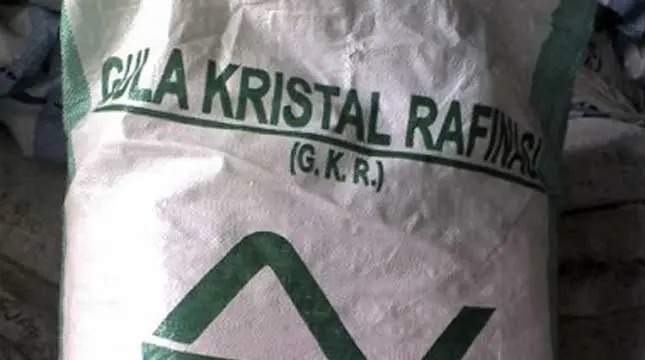 GULA KRISTAL RAFINASI
(G. K. R.)